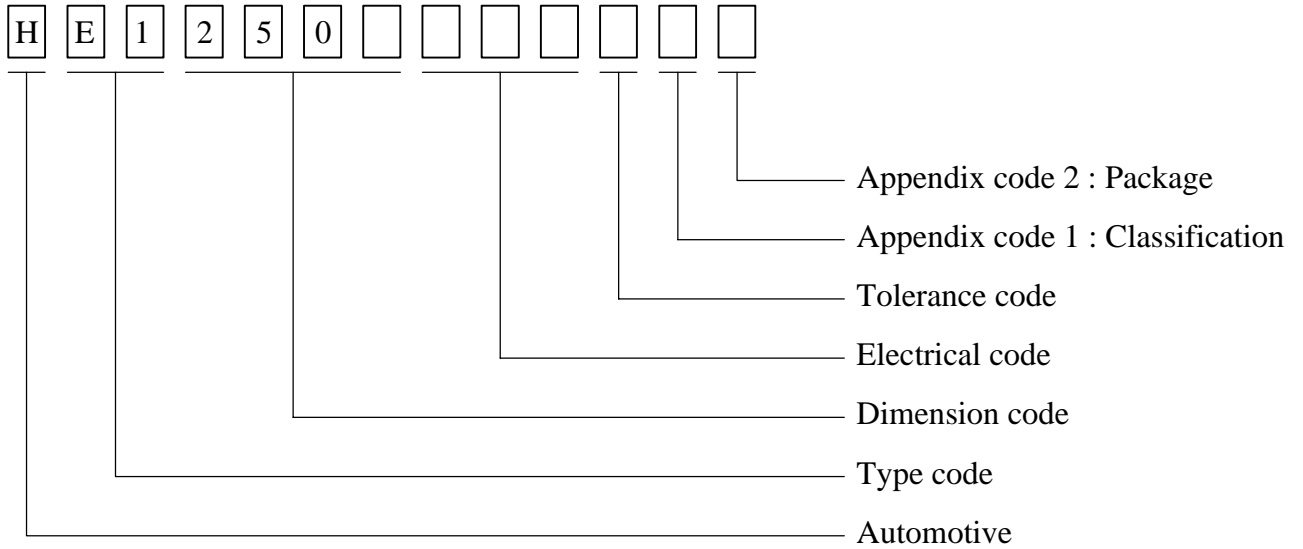 H E 1 2 5 0
Appendix code 2 : Package
Appendix code 1 : Classification
Tolerance code
Electrical code
Dimension code
Type code
Automotive